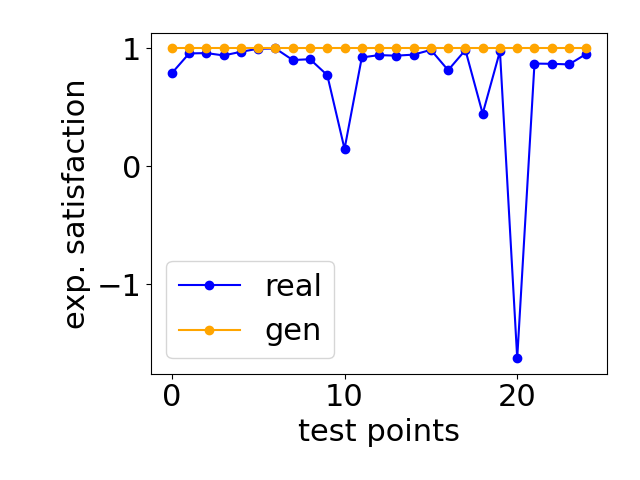 exp. satisfaction
1
0
−1
real
gen
0 10 20
test points